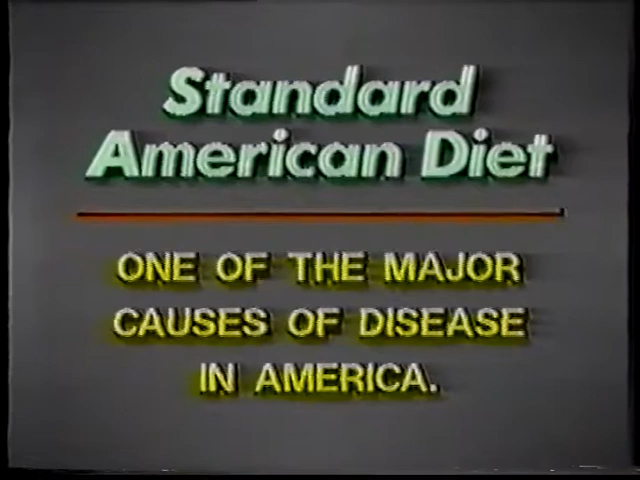 Standard
American Diet
ONE OF THE MAJOR
CAUSES OF DISEASE
IN AMERICA.